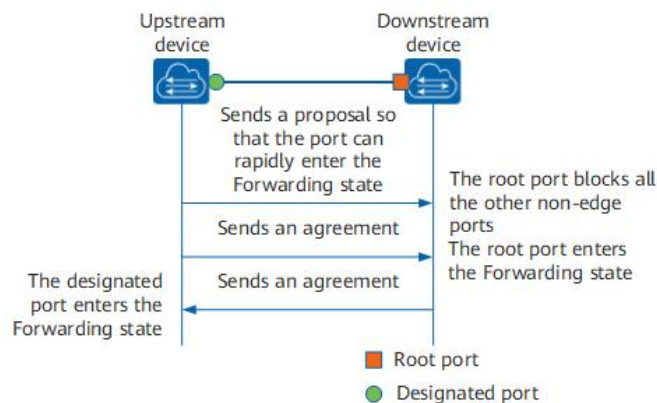 Upstream
device
Downstream
device
Sends a proposal so
that the port can
rapidly enter the
Forwarding state
The root port blocks all
the other non-edge
ports
Sends an agreement
The root port enters
the Forwarding state
The designated
port enters the
Forwarding state
Sends an agreement
Root port
Designated port